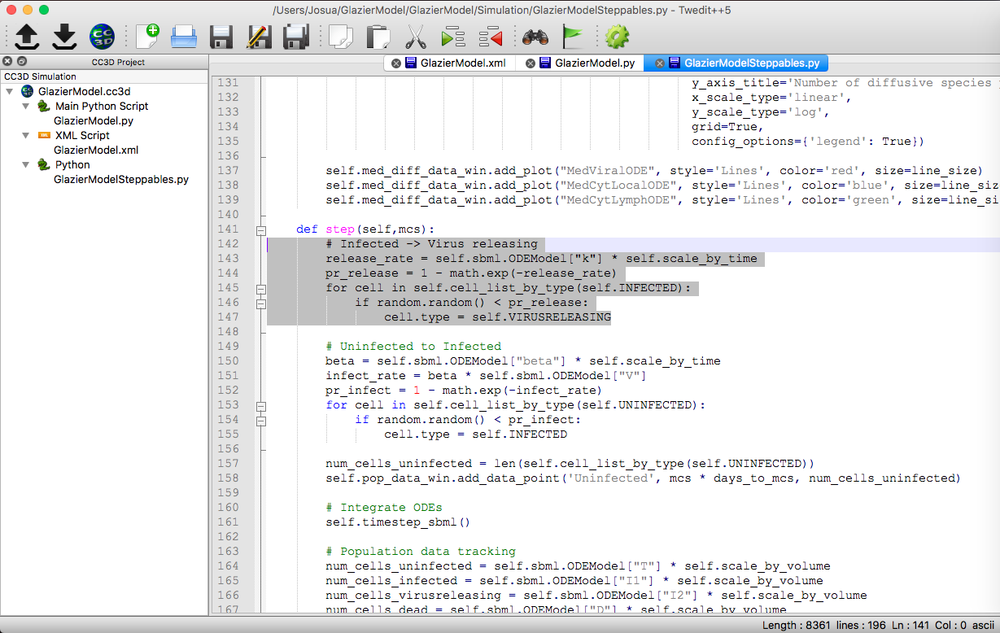 /Users/Josua/GlazierModel/GlazierModel/Simulation/GlazierModelSteppables.py - Twedit++5
CC3D Project
GlazierModel.xml
GlazierModel.py
GlazierModelSteppables.py
CC3D Simulation
GlazierModel.cc3d
Main Python Script
GlazierModel.py
XML Script
GlazierModel.xml
Python
GlazierModelSteppables.py
131 y_axis_title='Number of diffusive species
132 x_scale_type='linear',
133 y_scale_type='log',
134 grid=True,
135 config_options={'legend': True})
136
137 self.med_diff_data_win.add_plot("MedViralODE", style='Lines', color='red', size=line_size)
138 self.med_diff_data_win.add_plot("MedCytLocalODE", style='Lines', color='blue', size=line_siz
139 self.med_diff_data_win.add_plot("MedCytLymphODE", style='Lines', color='green', size=line_si
140
141 def step(self,mcs):
142 # Infected -> Virus releasing
143 release_rate = self.sbml.ODEModel["k"] * self.scale_by_time
144 pr_release = 1 - math.exp(-release_rate)
145 for cell in self.cell_list_by_type(self.INFECTED):
146 if random.random() < pr_release:
147 cell.type = self.VIRUSRELEASING
148
149 # Uninfected to Infected
150 beta = self.sbml.ODEModel["beta"] * self.scale_by_time
151 infect_rate = beta * self.sbml.ODEModel["V"]
152 pr_infect = 1 - math.exp(-infect_rate)
153 for cell in self.cell_list_by_type(self.UNINFECTED):
154 if random.random() < pr_infect:
155 cell.type = self.INFECTED
156
157 num_cells_uninfected = len(self.cell_list_by_type(self.UNINFECTED))
158 self.pop_data_win.add_data_point('Uninfected', mcs * days_to_mcs, num_cells_uninfected)
159
160 # Integrate ODEs
161 self.timestep_sbml()
162
163 # Population data tracking
164 num_cells_uninfected = self.sbml.ODEModel["T"] * self.scale_by_volume
165 num_cells_infected = self.sbml.ODEModel["I1"] * self.scale_by_volume
166 num_cells_virusreleasing = self.sbml.ODEModel["I2"] * self.scale_by_volume
167 num_cells_dead = self.sbml.ODEModel["D"] * self.scale_by_volume
Length : 8361 lines : 196 Ln : 141 Col : 0 ascii